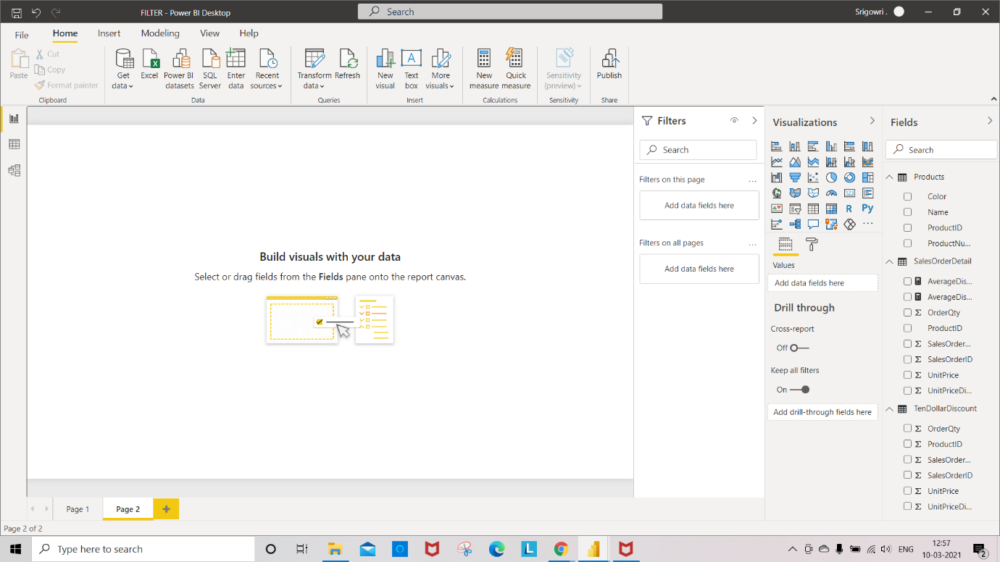 FILTER - Power BI Desktop
Search
Srigowri .
File
Home
Insert
Modeling
View
Help
Paste
Cut
Copy
Format painter
Clipboard
Get data
Excel
Power BI datasets
SQL Server
Enter data
Recent sources
Data
Transform data
Refresh
Queries
New visual
Text box
More visuals
Insert
New measure
Quick measure
Calculations
Sensitivity (preview)
Sensitivity
Publish
Share
Build visuals with your data
Select or drag fields from the Fields pane onto the report canvas.
Filters
Search
Filters on this page
...
Add data fields here
Filters on all pages
...
Add data fields here
Visualizations
123
R
Py
...
Values
Add data fields here
Drill through
Cross-report
Off
Keep all filters
On
Add drill-through fields here
Fields
Search
Products
Color
Name
ProductID
ProductNu...
SalesOrderDetail
AverageDis...
AverageDis...
Σ OrderQty
ProductID
Σ SalesOrder...
Σ SalesOrderID
Σ UnitPrice
Σ UnitPriceDi...
TenDollarDiscount
Σ OrderQty
Σ ProductID
Σ SalesOrder...
Σ SalesOrderID
Σ UnitPrice
Σ UnitPriceDi...
Page 1
Page 2
+
Page 2 of 2
Type here to search
L
ENG
12:57
10-03-2021
2